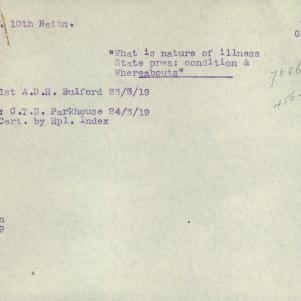 . 10th Battn.
"What is nature of illness
State pres: condition &
Whereabouts"
1st A.D.H. Bulford 23/3/19
: C.T.D. Parkhouse 24/3/19
Cert. by Hpl. Index
n
9